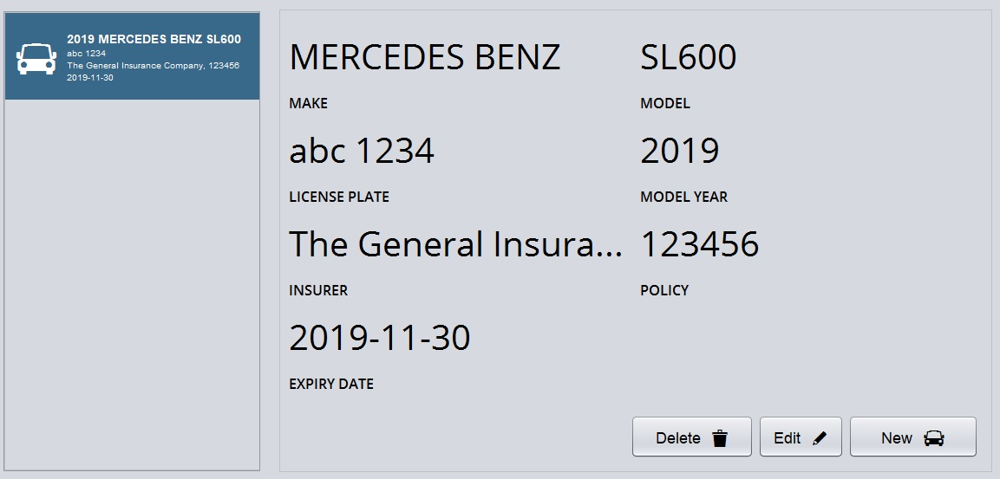 2019 MERCEDES BENZ SL600
abc 1234
The General Insurance Company, 123456
2019-11-30
MERCEDES BENZ
SL600
MAKE
MODEL
abc 1234
2019
LICENSE PLATE
MODEL YEAR
The General Insura...
123456
INSURER
POLICY
2019-11-30
EXPIRY DATE
Delete
Edit
New